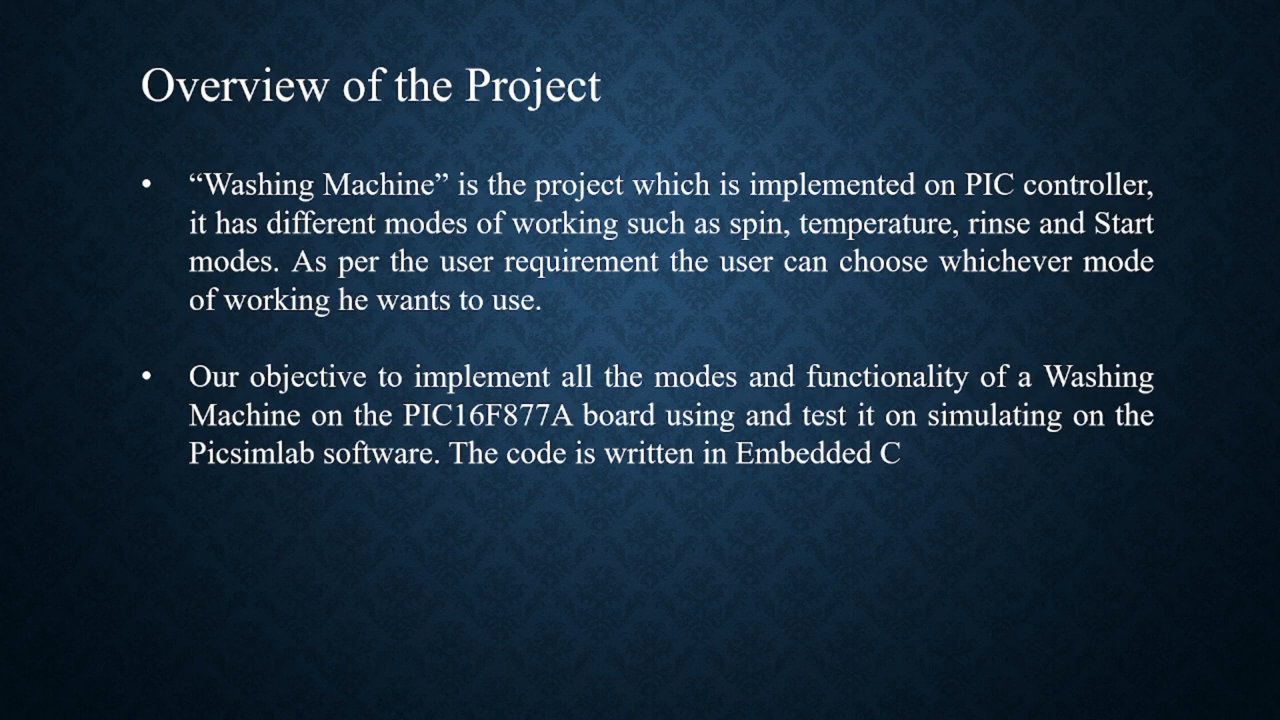 Overview of the Project
• “Washing Machine” is the project which is implemented on PIC controller,
it has different modes of working such as spin, temperature, rinse and Start
modes. As per the user requirement the user can choose whichever mode
of working he wants to use.
• Our objective to implement all the modes and functionality of a Washing
Machine on the PIC16F877A board using and test it on simulating on the
Picsimlab software. The code is written in Embedded C